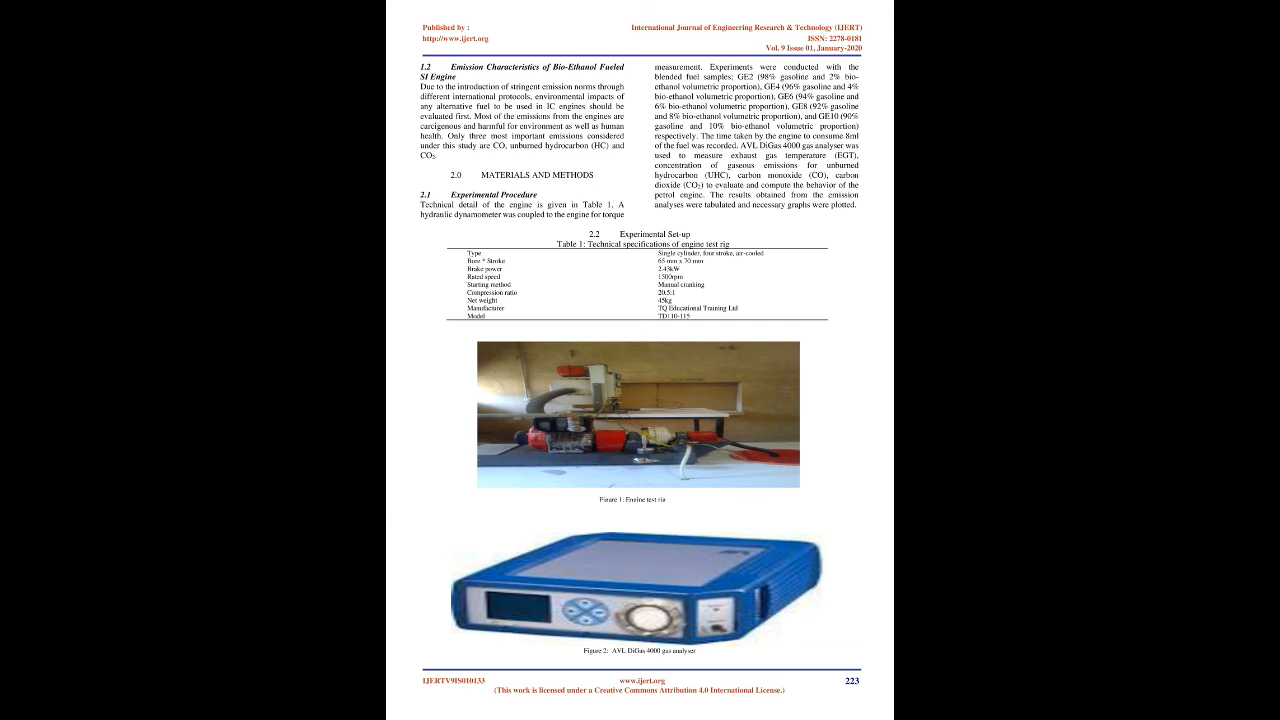 Published by :
http://www.ijert.org
International Journal of Engineering Research & Technology (IJERT)
ISSN: 2278-0181
Vol. 9 Issue 01, January-2020
1.2 Emission Characteristics of Bio-Ethanol Fueled
SI Engine
Due to the introduction of stringent emission norms through
different international protocols, environmental impacts of
any alternative fuel to be used in IC engines should be
evaluated first. Most of the emissions from the engines are
carcigenous and harmful for environment as well as human
health. Only three most important emissions considered
under this study are CO, unburned hydrocarbon (HC) and
CO₂.
2.0 MATERIALS AND METHODS
2.1 Experimental Procedure
Technical detail of the engine is given in Table 1. A
hydraulic dynamometer was coupled to the engine for torque
measurement. Experiments were conducted with the
blended fuel samples; GE2 (98% gasoline and 2% bio-
ethanol volumetric proportion), GE4 (96% gasoline and 4%
bio-ethanol volumetric proportion), GE6 (94% gasoline and
6% bio-ethanol volumetric proportion), GE8 (92% gasoline
and 8% bio-ethanol volumetric proportion), and GE10 (90%
gasoline and 10% bio-ethanol volumetric proportion)
respectively. The time taken by the engine to consume 8ml
of the fuel was recorded. AVL DiGas 4000 gas analyser was
used to measure exhaust gas temperature (EGT),
concentration of gaseous emissions for unburned
hydrocarbon (UHC), carbon monoxide (CO), carbon
dioxide (CO₂) to evaluate and compute the behavior of the
petrol engine. The results obtained from the emission
analyses were tabulated and necessary graphs were plotted.
2.2 Experimental Set-up
Table 1: Technical specifications of engine test rig
Type Single cylinder, four stroke, air-cooled
Bore * Stroke 65 mm x 70 mm
Brake power 2.43kW
Rated speed 1500rpm
Starting method Manual cranking
Compression ratio 20.5:1
Net weight 45kg
Manufacturer TQ Educational Training Ltd
Model TD110-115
Figure 1: Engine test rig
Figure 2: AVL DiGas 4000 gas analyser
IJERTV9IS010133
www.ijert.org
223
(This work is licensed under a Creative Commons Attribution 4.0 International License.)